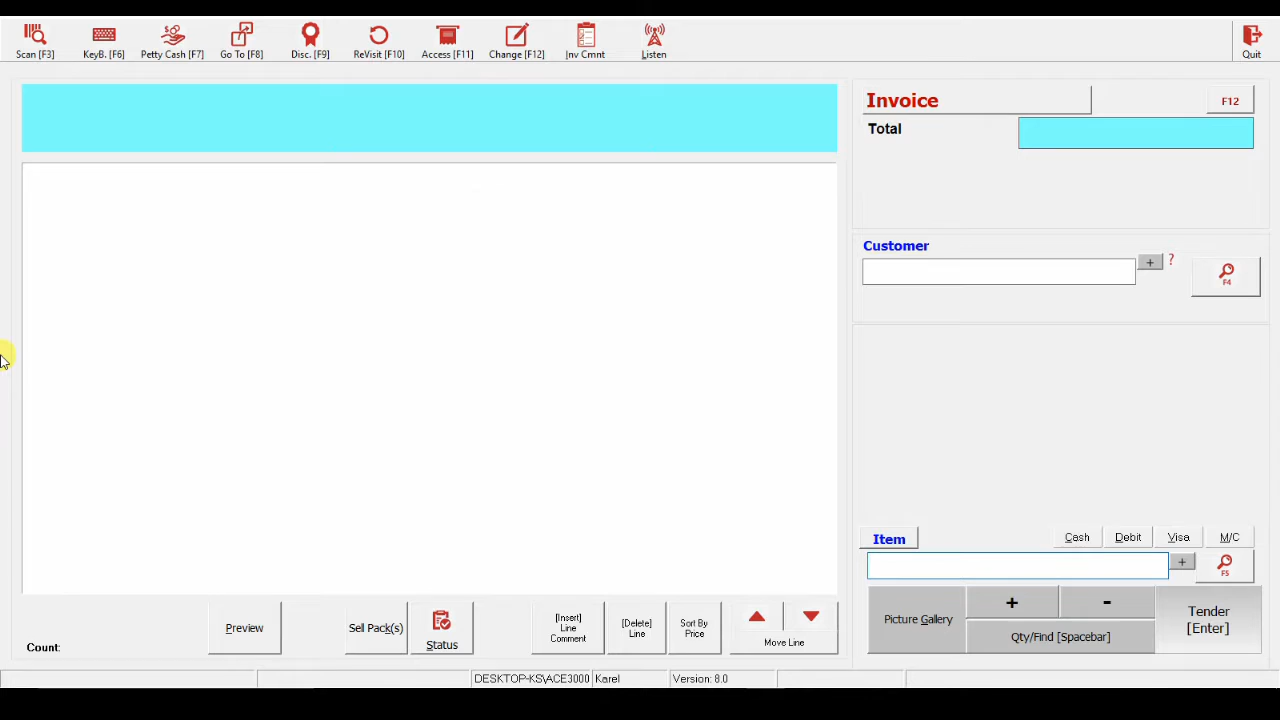 Scan [F3] KeyB. [F6] Petty Cash [F7] Go To [F8] Disc. [F9] ReVisit [F10] Access [F11] Change [F12] Inv Cmnt Listen Quit
Invoice F12
Total
Customer
+ ? F4
Item Cash Debit Visa M/C
+ F5
Picture Gallery + - Tender
[Enter]
Qty/Find [Spacebar]
Preview Sell Pack(s) Status [Insert]
Line
Comment [Delete]
Line Sort By
Price Move Line
Count:
DESKTOP-KS\ACE3000 Karel Version: 8.0